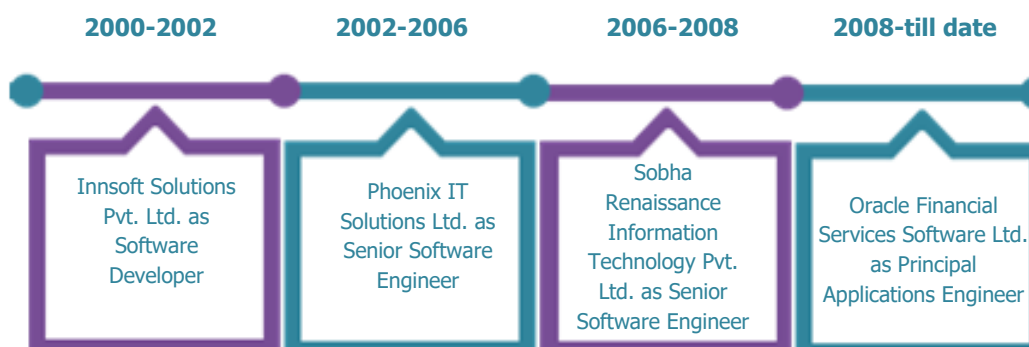 2000-2002
2002-2006
2006-2008
2008-till date
Innsoft Solutions
Pvt. Ltd. as
Software
Developer
Phoenix IT
Solutions Ltd. as
Senior Software
Engineer
Sobha
Renaissance
Information
Technology Pvt.
Ltd. as Senior
Software Engineer
Oracle Financial
Services Software Ltd.
as Principal
Applications Engineer